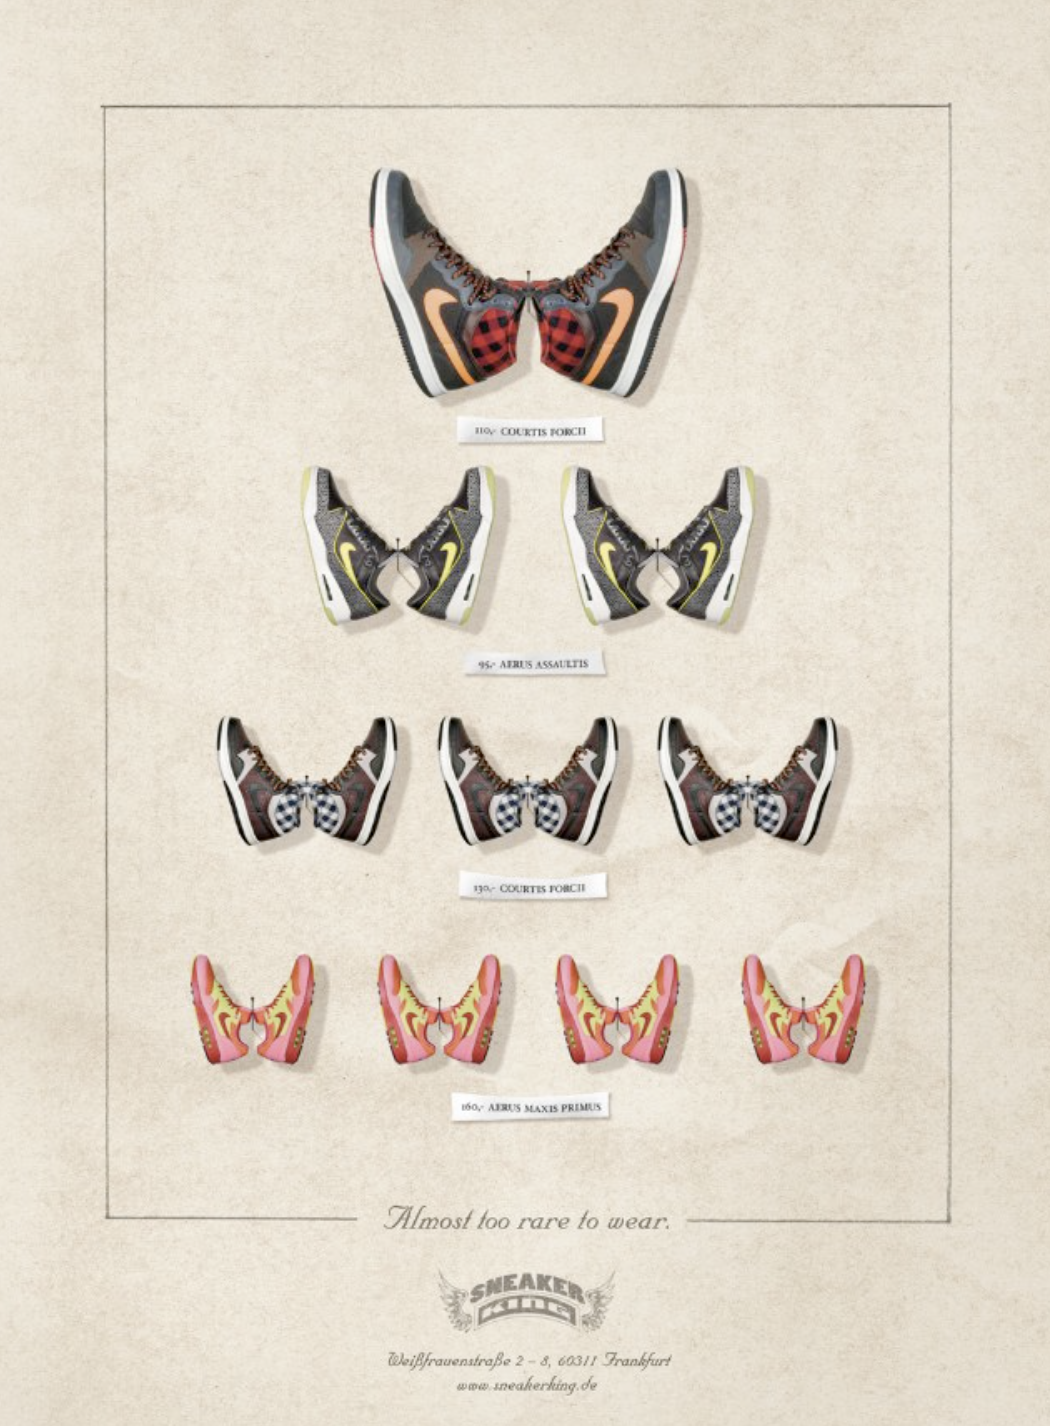 110,- COURTIS FORCII
95,- AERUS ASSAULTIS
130,- COURTIS FORCII
160,- AERUS MAXIS PRIMUS
Almost too rare to wear.
SNEAKER
KING
Weißfrauenstraße 2 – 8, 60311 Frankfurt
www.sneakerking.de